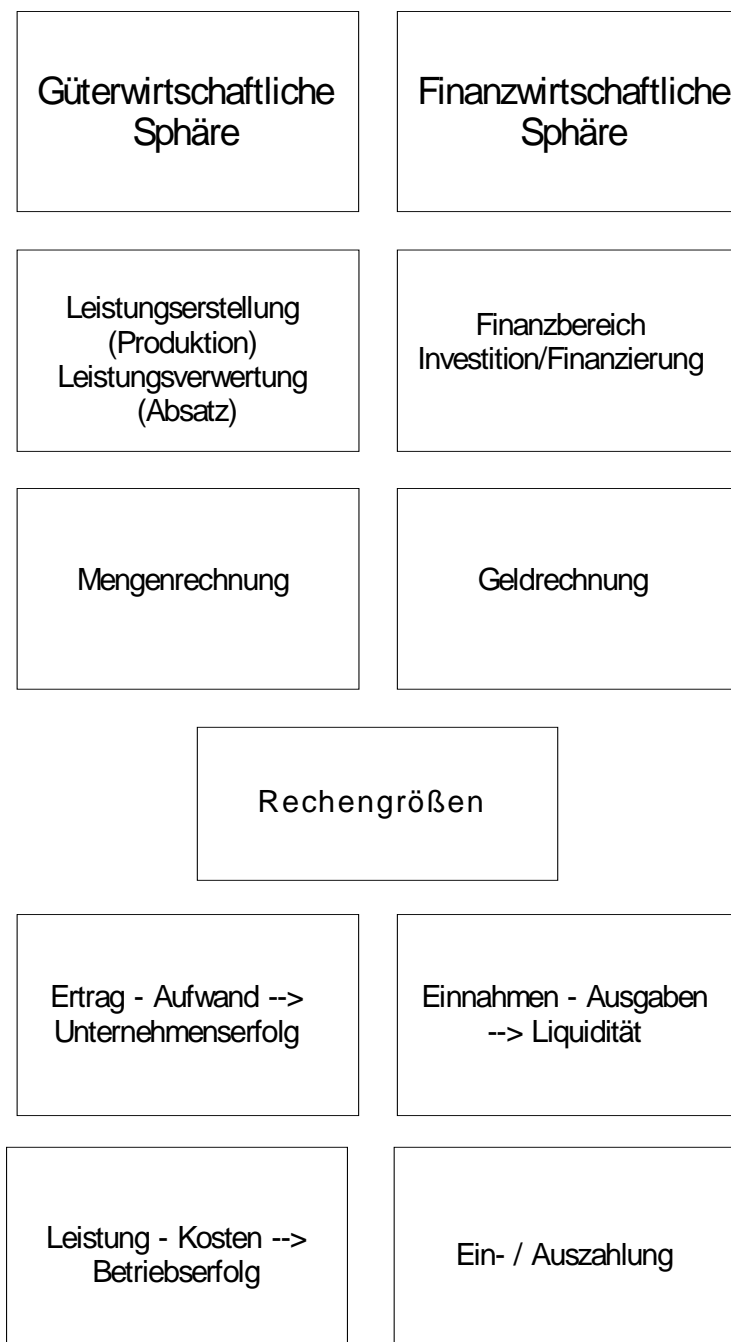 Güterwirtschaftliche
Sphäre
Finanzwirtschaftliche
Sphäre
Leistungserstellung
(Produktion)
Leistungsverwertung
(Absatz)
Finanzbereich
Investition/Finanzierung
Mengenrechnung
Geldrechnung
Rechengrößen
Ertrag - Aufwand -->
Unternehmenserfolg
Einnahmen - Ausgaben
--> Liquidität
Leistung - Kosten -->
Betriebserfolg
Ein- / Auszahlung